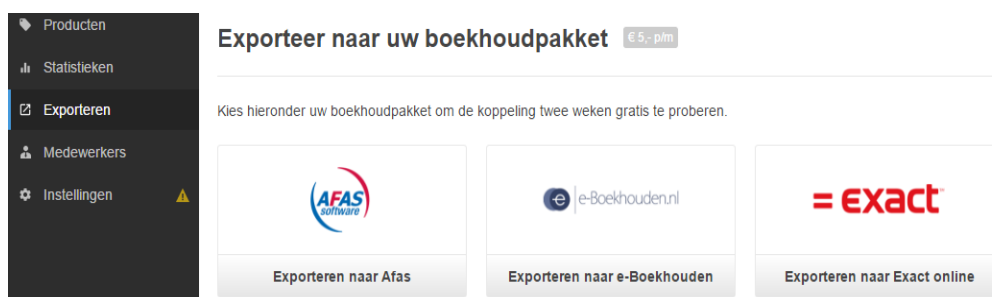 Producten
Statistieken
Exporteren
Medewerkers
Instellingen
Exporteer naar uw boekhoudpakket € 5,- p/m
Kies hieronder uw boekhoudpakket om de koppeling twee weken gratis te proberen.
AFAS
software
e e-Boekhouden.nl
= exact
Exporteren naar Afas
Exporteren naar e-Boekhouden
Exporteren naar Exact online